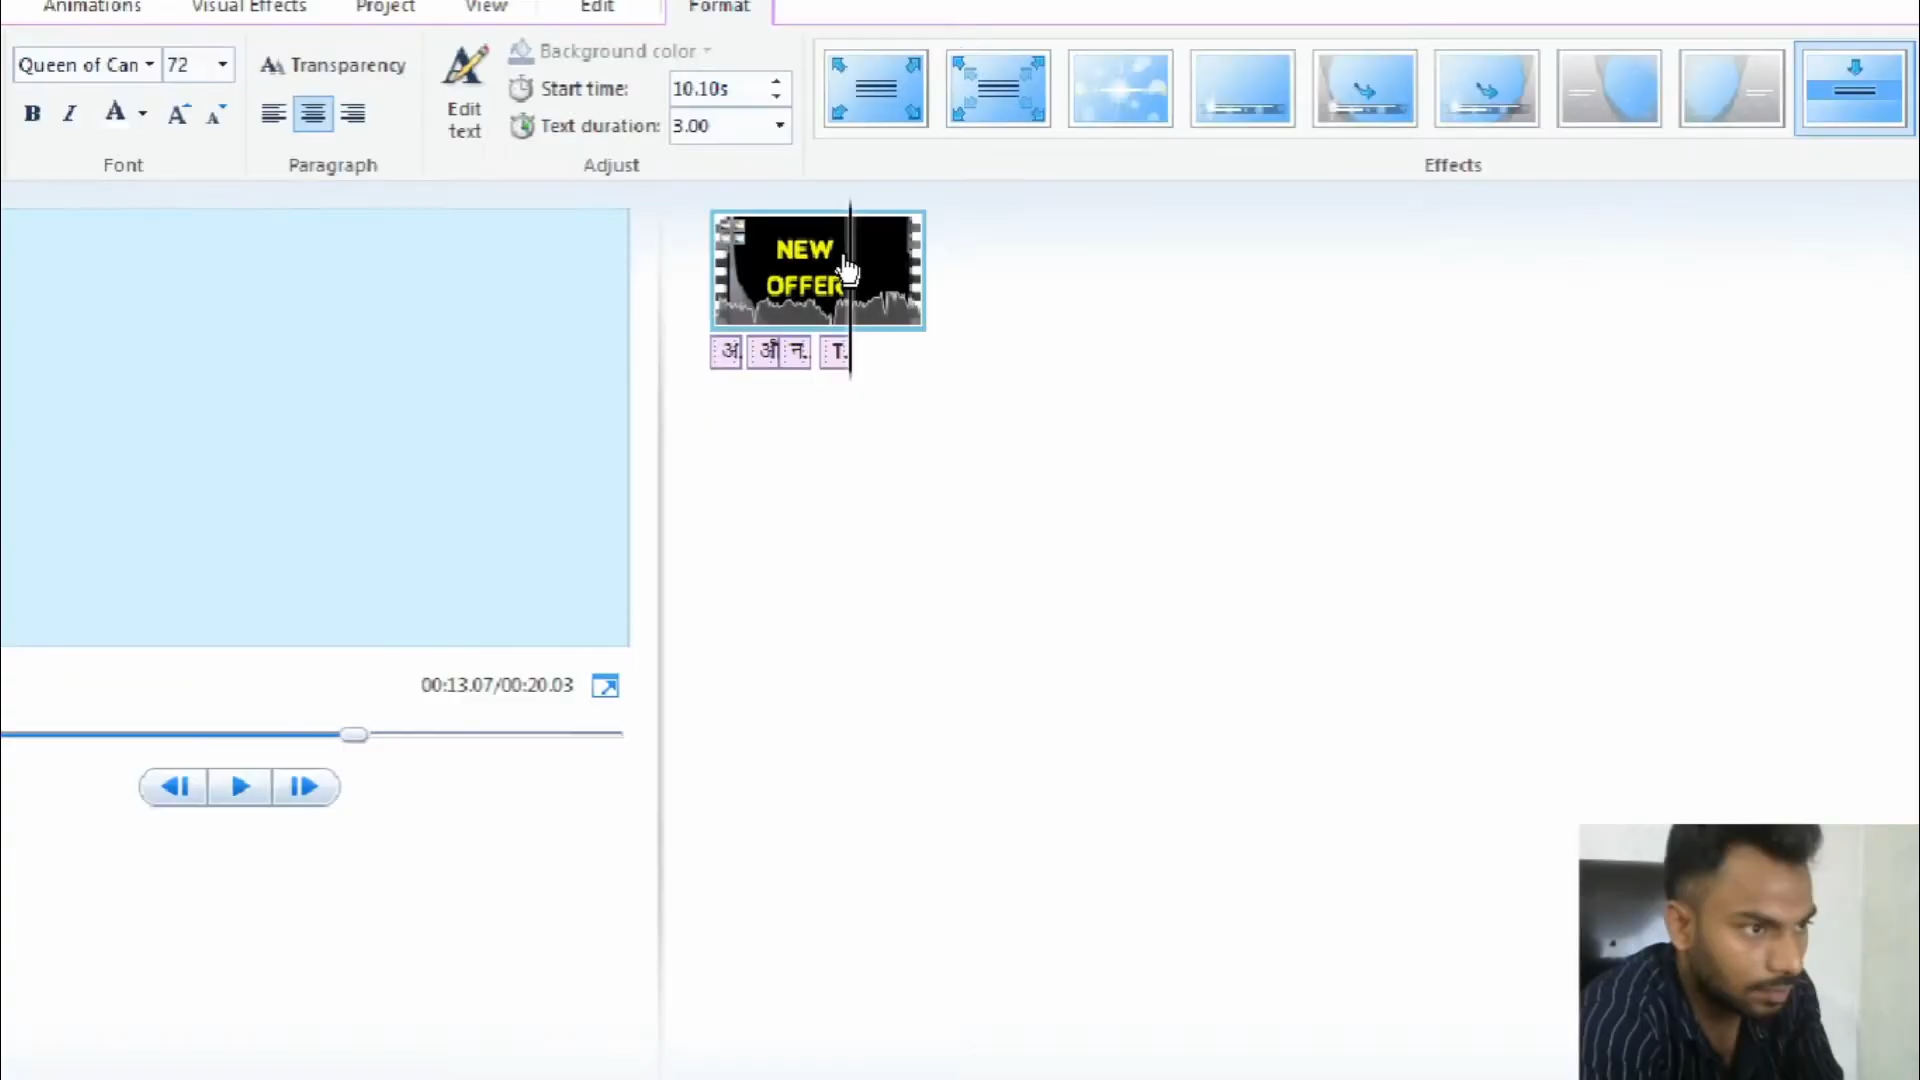 Animations Visual Effects Project View Edit Format
Queen of Can 72 Transparency Background color
Start time: 10.10s
Edit text
Text duration: 3.00
B I A A A
Font Paragraph Adjust Effects
NEW
OFFER
अ. औ न.. T.
00:13.07/00:20.03